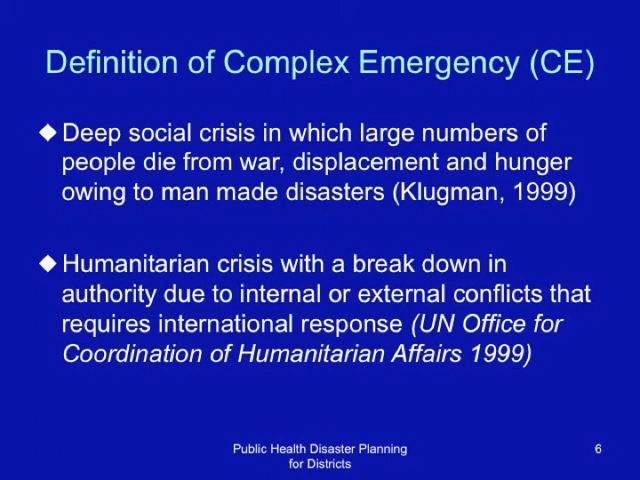 Definition of Complex Emergency (CE)
◆ Deep social crisis in which large numbers of
people die from war, displacement and hunger
owing to man made disasters (Klugman, 1999)
◆ Humanitarian crisis with a break down in
authority due to internal or external conflicts that
requires international response (UN Office for
Coordination of Humanitarian Affairs 1999)
Public Health Disaster Planning
for Districts
6